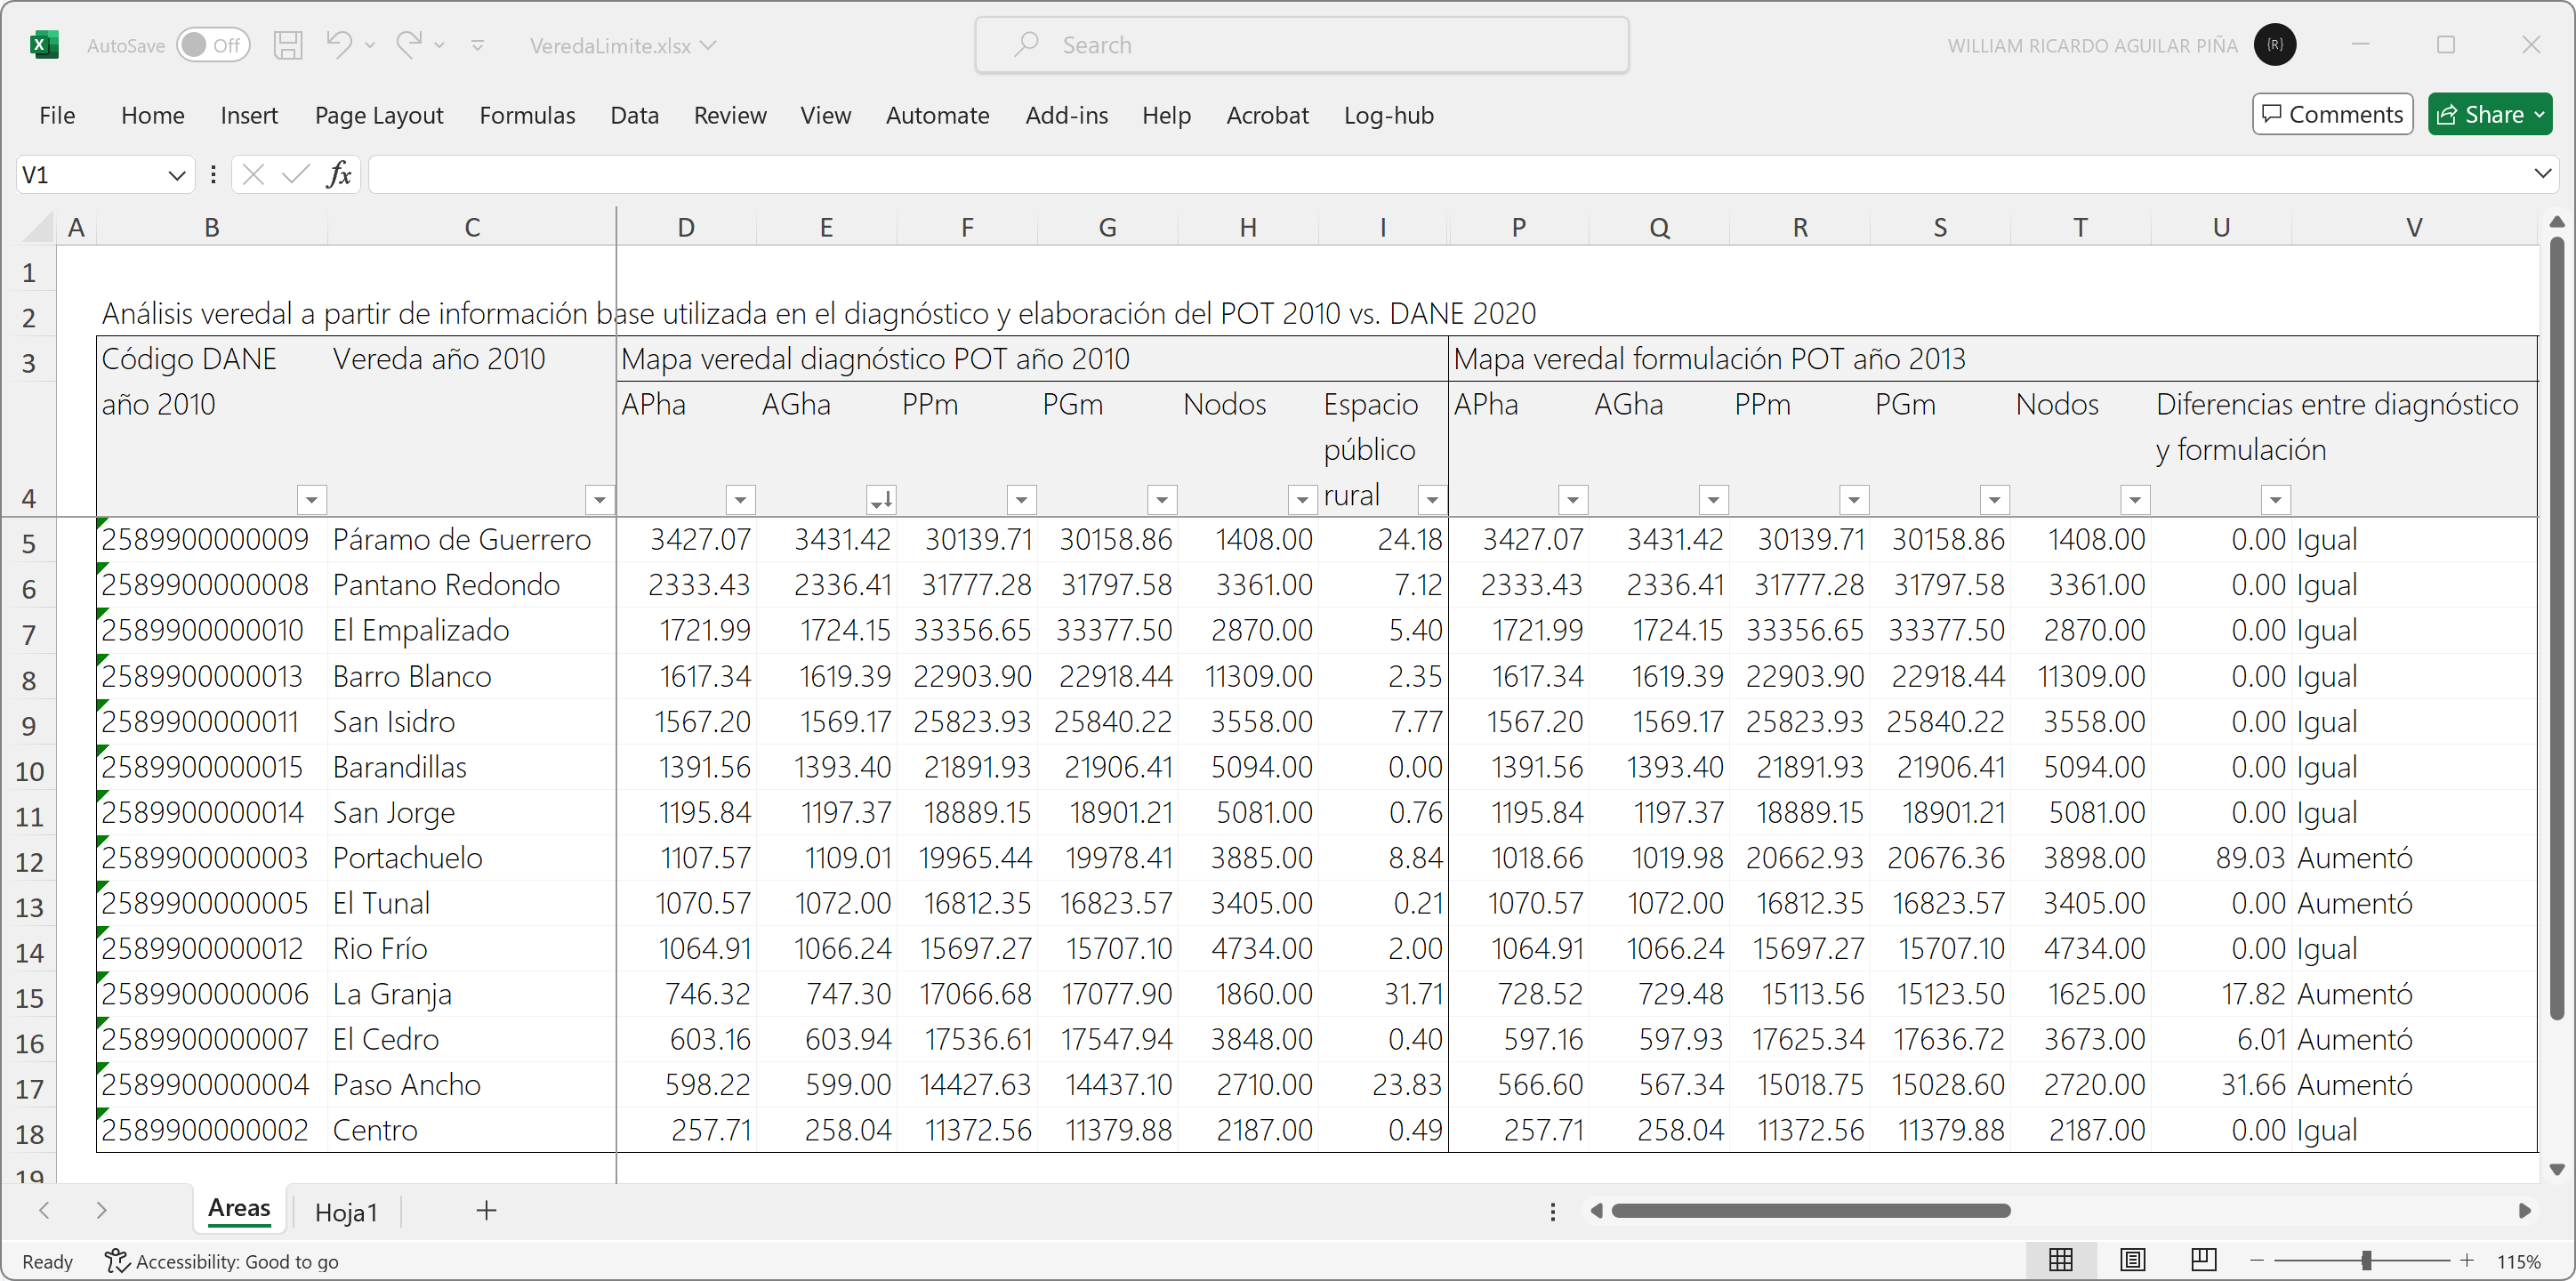 AutoSave Off VeredaLimite.xlsx Search WILLIAM RICARDO AGUILAR PIÑA {R}
File Home Insert Page Layout Formulas Data Review View Automate Add-ins Help Acrobat Log-hub Comments Share
V1 fx
A B C D E F G H I P Q R S T U V
1
2 Análisis veredal a partir de información base utilizada en el diagnóstico y elaboración del POT 2010 vs. DANE 2020
3 Código DANE Vereda año 2010 Mapa veredal diagnóstico POT año 2010 Mapa veredal formulación POT año 2013
año 2010 APha AGha PPm PGm Nodos Espacio APha AGha PPm PGm Nodos Diferencias entre diagnóstico
público y formulación
4 rural
5 2589900000009 Páramo de Guerrero 3427.07 3431.42 30139.71 30158.86 1408.00 24.18 3427.07 3431.42 30139.71 30158.86 1408.00 0.00 Igual
6 2589900000008 Pantano Redondo 2333.43 2336.41 31777.28 31797.58 3361.00 7.12 2333.43 2336.41 31777.28 31797.58 3361.00 0.00 Igual
7 2589900000010 El Empalizado 1721.99 1724.15 33356.65 33377.50 2870.00 5.40 1721.99 1724.15 33356.65 33377.50 2870.00 0.00 Igual
8 2589900000013 Barro Blanco 1617.34 1619.39 22903.90 22918.44 11309.00 2.35 1617.34 1619.39 22903.90 22918.44 11309.00 0.00 Igual
9 2589900000011 San Isidro 1567.20 1569.17 25823.93 25840.22 3558.00 7.77 1567.20 1569.17 25823.93 25840.22 3558.00 0.00 Igual
10 2589900000015 Barandillas 1391.56 1393.40 21891.93 21906.41 5094.00 0.00 1391.56 1393.40 21891.93 21906.41 5094.00 0.00 Igual
11 2589900000014 San Jorge 1195.84 1197.37 18889.15 18901.21 5081.00 0.76 1195.84 1197.37 18889.15 18901.21 5081.00 0.00 Igual
12 2589900000003 Portachuelo 1107.57 1109.01 19965.44 19978.41 3885.00 8.84 1018.66 1019.98 20662.93 20676.36 3898.00 89.03 Aumentó
13 2589900000005 El Tunal 1070.57 1072.00 16812.35 16823.57 3405.00 0.21 1070.57 1072.00 16812.35 16823.57 3405.00 0.00 Aumentó
14 2589900000012 Rio Frío 1064.91 1066.24 15697.27 15707.10 4734.00 2.00 1064.91 1066.24 15697.27 15707.10 4734.00 0.00 Igual
15 2589900000006 La Granja 746.32 747.30 17066.68 17077.90 1860.00 31.71 728.52 729.48 15113.56 15123.50 1625.00 17.82 Aumentó
16 2589900000007 El Cedro 603.16 603.94 17536.61 17547.94 3848.00 0.40 597.16 597.93 17625.34 17636.72 3673.00 6.01 Aumentó
17 2589900000004 Paso Ancho 598.22 599.00 14427.63 14437.10 2710.00 23.83 566.60 567.34 15018.75 15028.60 2720.00 31.66 Aumentó
18 2589900000002 Centro 257.71 258.04 11372.56 11379.88 2187.00 0.49 257.71 258.04 11372.56 11379.88 2187.00 0.00 Igual
19
Areas Hoja1
Ready Accessibility: Good to go 115%